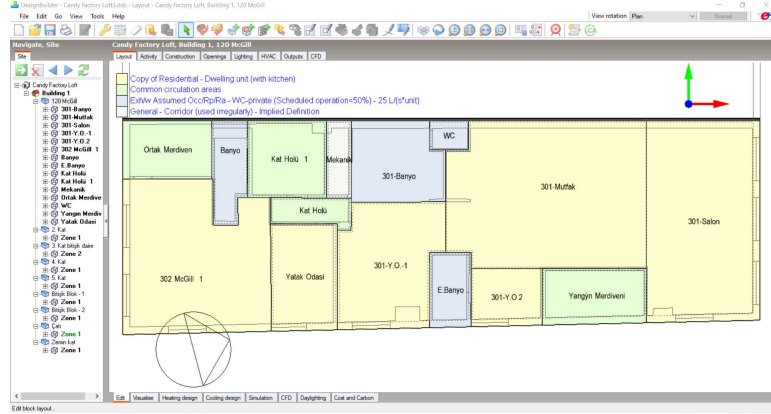 DesignBuilder - Candy Factory Loft3.dsb - Layout - Candy Factory Loft, Building 1, 120 McGill
File Edit Go View Tools Help
View rotation Plan
Normal
Navigate, Site
Candy Factory Loft, Building 1, 120 McGill
Site
Layout Activity Construction Openings Lighting HVAC Outputs CFD
Candy Factory Loft
Building 1
120 McGill
301-Banyo
301-Mutfak
301-Salon
301-Y.O.-1
301-Y.O.2
302 McGill 1
Banyo
E.Banyo
Kat Holü
Kat Holü 1
Mekanik
Ortak Merdive
WC
Yangın Merdiv
Yatak Odasi
2. Kat
Zone 1
3. Kat bitişik daire
Zone 2
4. Kat
Zone 1
5. Kat
Zone 1
Bitişik Blok - 1
Zone 1
Bitişik Blok - 2
Zone 1
Çatı
Zone 1
Zemin kat
Zone 1
Copy of Residential - Dwelling unit (with kitchen)
Common circulation areas
Exh/w Assumed Occ/Rp/Ra - WC-private (Scheduled operation<50%) - 25 L/(s*unit)
General - Corridor (used irregularly) - Implied Definition
Ortak Merdiven
Banyo
Kat Holü 1
Mekanik
WC
301-Banyo
301-Mutfak
301-Salon
Kat Holü
302 McGill 1
Yatak Odasi
301-Y.O.-1
E.Banyo
301-Y.O.2
Yangýn Merdiveni
Edit Visualise Heating design Cooling design Simulation CFD Daylighting Cost and Carbon
Edit block layout...